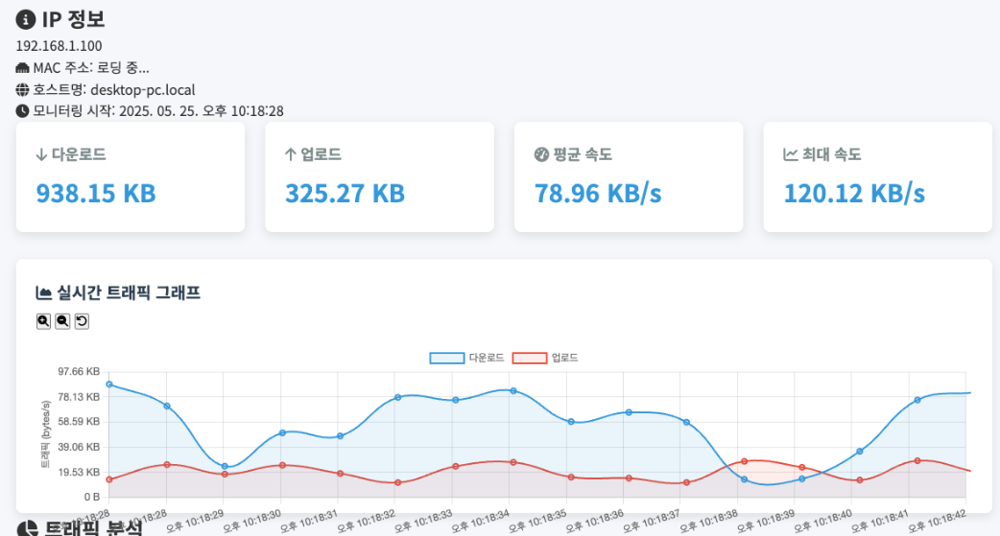 IP 정보
192.168.1.100
MAC 주소: 로딩 중...
호스트명: desktop-pc.local
모니터링 시작: 2025. 05. 25. 오후 10:18:28
다운로드
938.15 KB
업로드
325.27 KB
평균 속도
78.96 KB/s
최대 속도
120.12 KB/s
실시간 트래픽 그래프
다운로드
업로드
트래픽 (bytes/s)
97.66 KB
78.13 KB
58.59 KB
39.06 KB
19.53 KB
0 B
10:18:28
오후 10:18:28
오후 10:18:29
오후 10:18:30
오후 10:18:31
오후 10:18:32
오후 10:18:33
오후 10:18:34
오후 10:18:35
오후 10:18:36
오후 10:18:37
오후 10:18:38
오후 10:18:39
오후 10:18:40
오후 10:18:41
오후 10:18:42
트래픽 분석